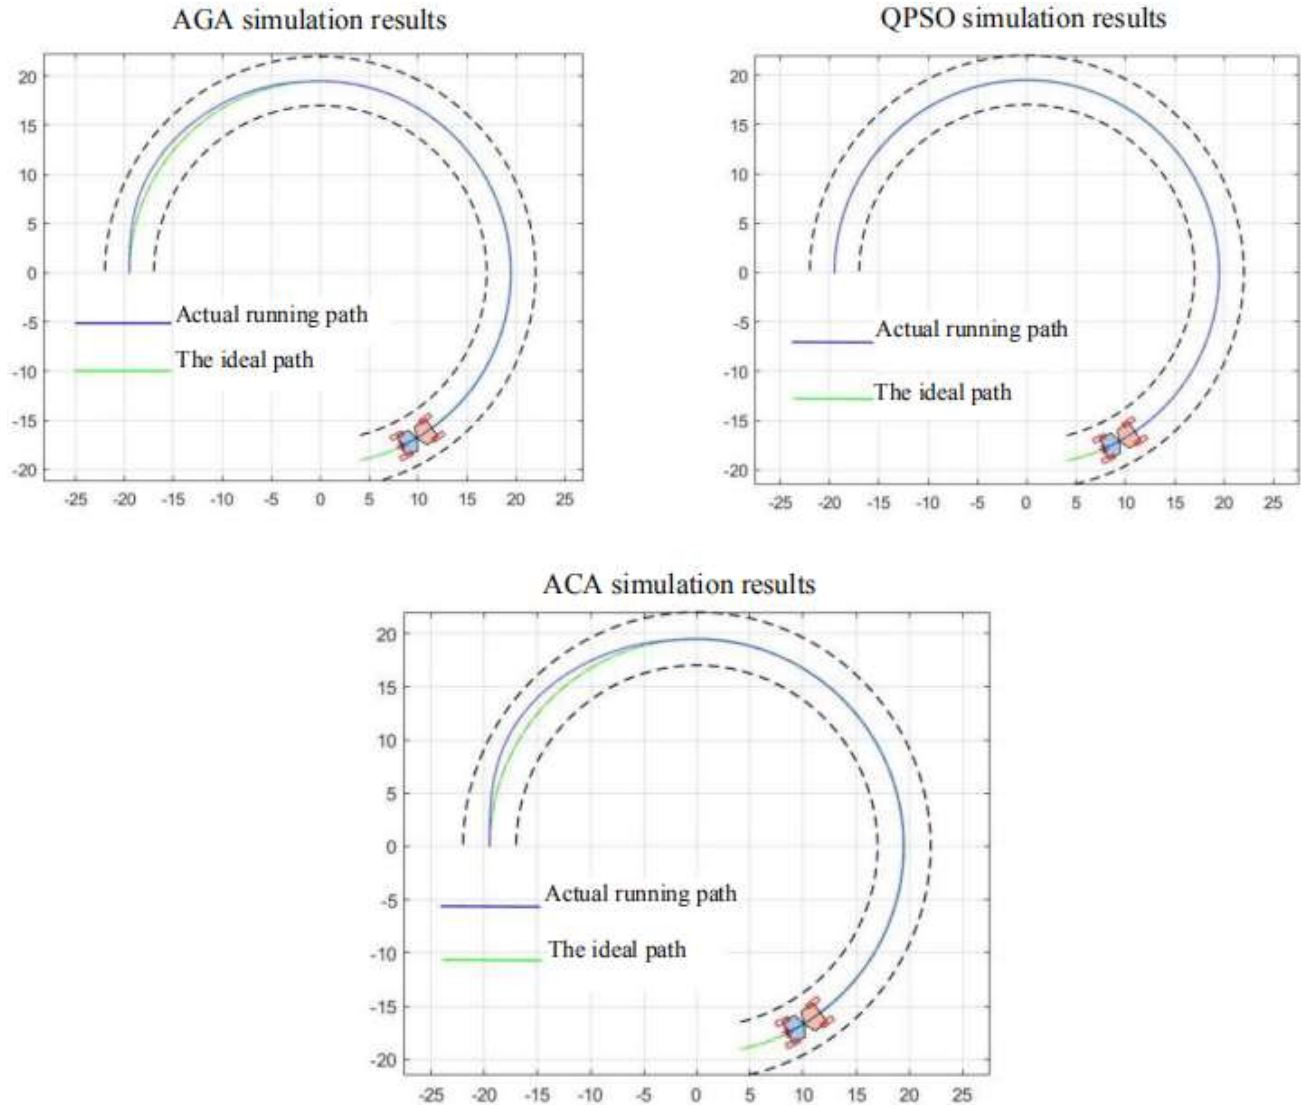 AGA simulation results
20
15
10
5
0
-5
-10
-15
-20
Actual running path
The ideal path
-25 -20 -15 -10 -5 0 5 10 15 20 25
QPSO simulation results
20
15
10
5
0
-5
-10
-15
-20
Actual running path
The ideal path
-25 -20 -15 -10 -5 0 5 10 15 20 25
ACA simulation results
20
15
10
5
0
-5
-10
-15
-20
Actual running path
The ideal path
-25 -20 -15 -10 -5 0 5 10 15 20 25